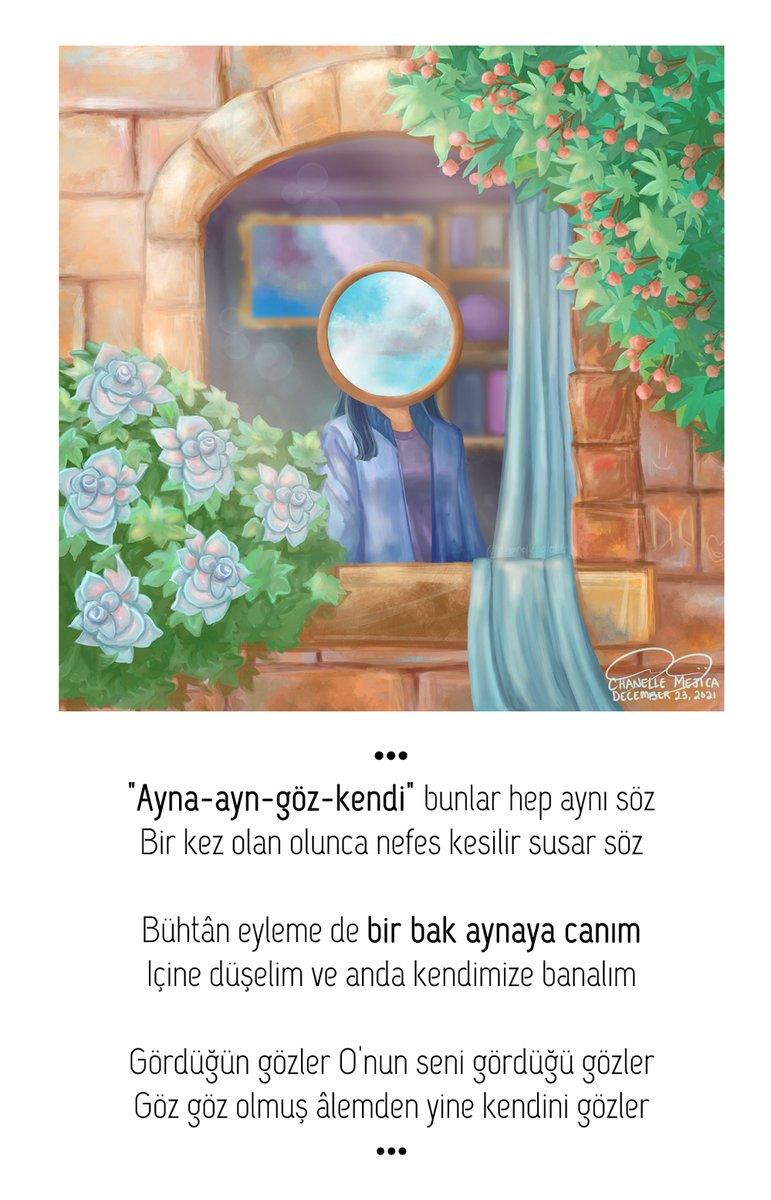 CHANELLE MEJICA
DECEMBER 23, 2021
•••
"Ayna-ayn-göz-kendi" bunlar hep aynı söz
Bir kez olan olunca nefes kesilir susar söz
Bühtân eyleme de bir bak aynaya canım
Içine düşelim ve anda kendimize banalım
Gördüğün gözler O'nun seni gördüğü gözler
Göz göz olmuş âlemden yine kendini gözler
•••